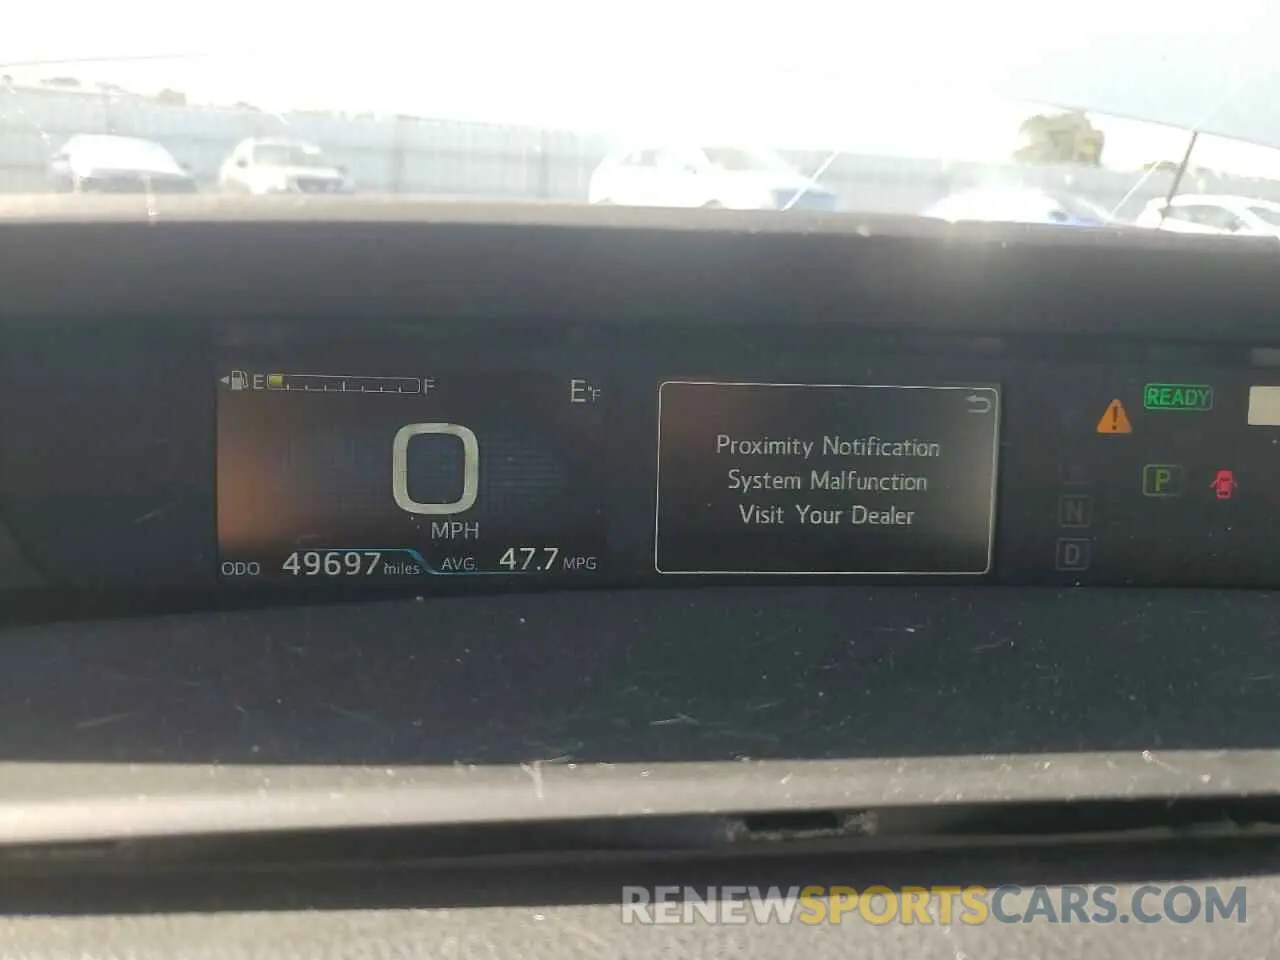 E F
E°F
0
MPH
ODO 49697 miles AVG. 47.7 MPG
Proximity Notification
System Malfunction
Visit Your Dealer
READY
P
N
D
RENEWSPORTSCARS.COM